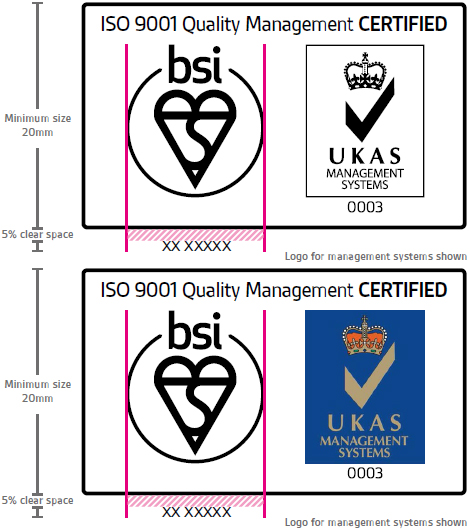 ISO 9001 Quality Management CERTIFIED
bsi
Minimum size
20mm
UKAS
MANAGEMENT
SYSTEMS
0003
5% clear space
XX XXXXX
Logo for management systems shown
ISO 9001 Quality Management CERTIFIED
bsi
Minimum size
20mm
UKAS
MANAGEMENT
SYSTEMS
0003
5% clear space
XX XXXXX
Logo for management systems shown